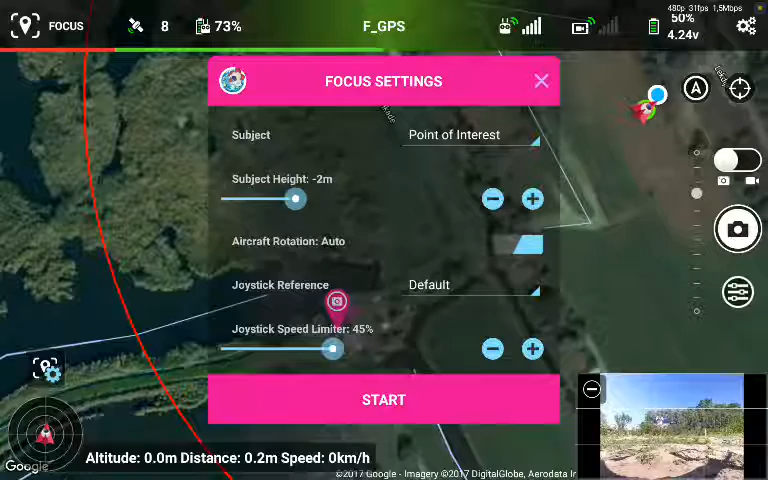 480p 31fips 1,5Mbps
FOCUS
8
73%
F_GPS
50%
4.24v
FOCUS SETTINGS
A
Subject
Point of Interest
Subject Height: -2m
Aircraft Rotation: Auto
Joystick Reference
Default
Joystick Speed Limiter: 45%
START
Altitude: 0.0m Distance: 0.2m Speed: 0km/h
Google
©2017 Google - Imagery ©2017 DigitalGlobe, Aerodata In